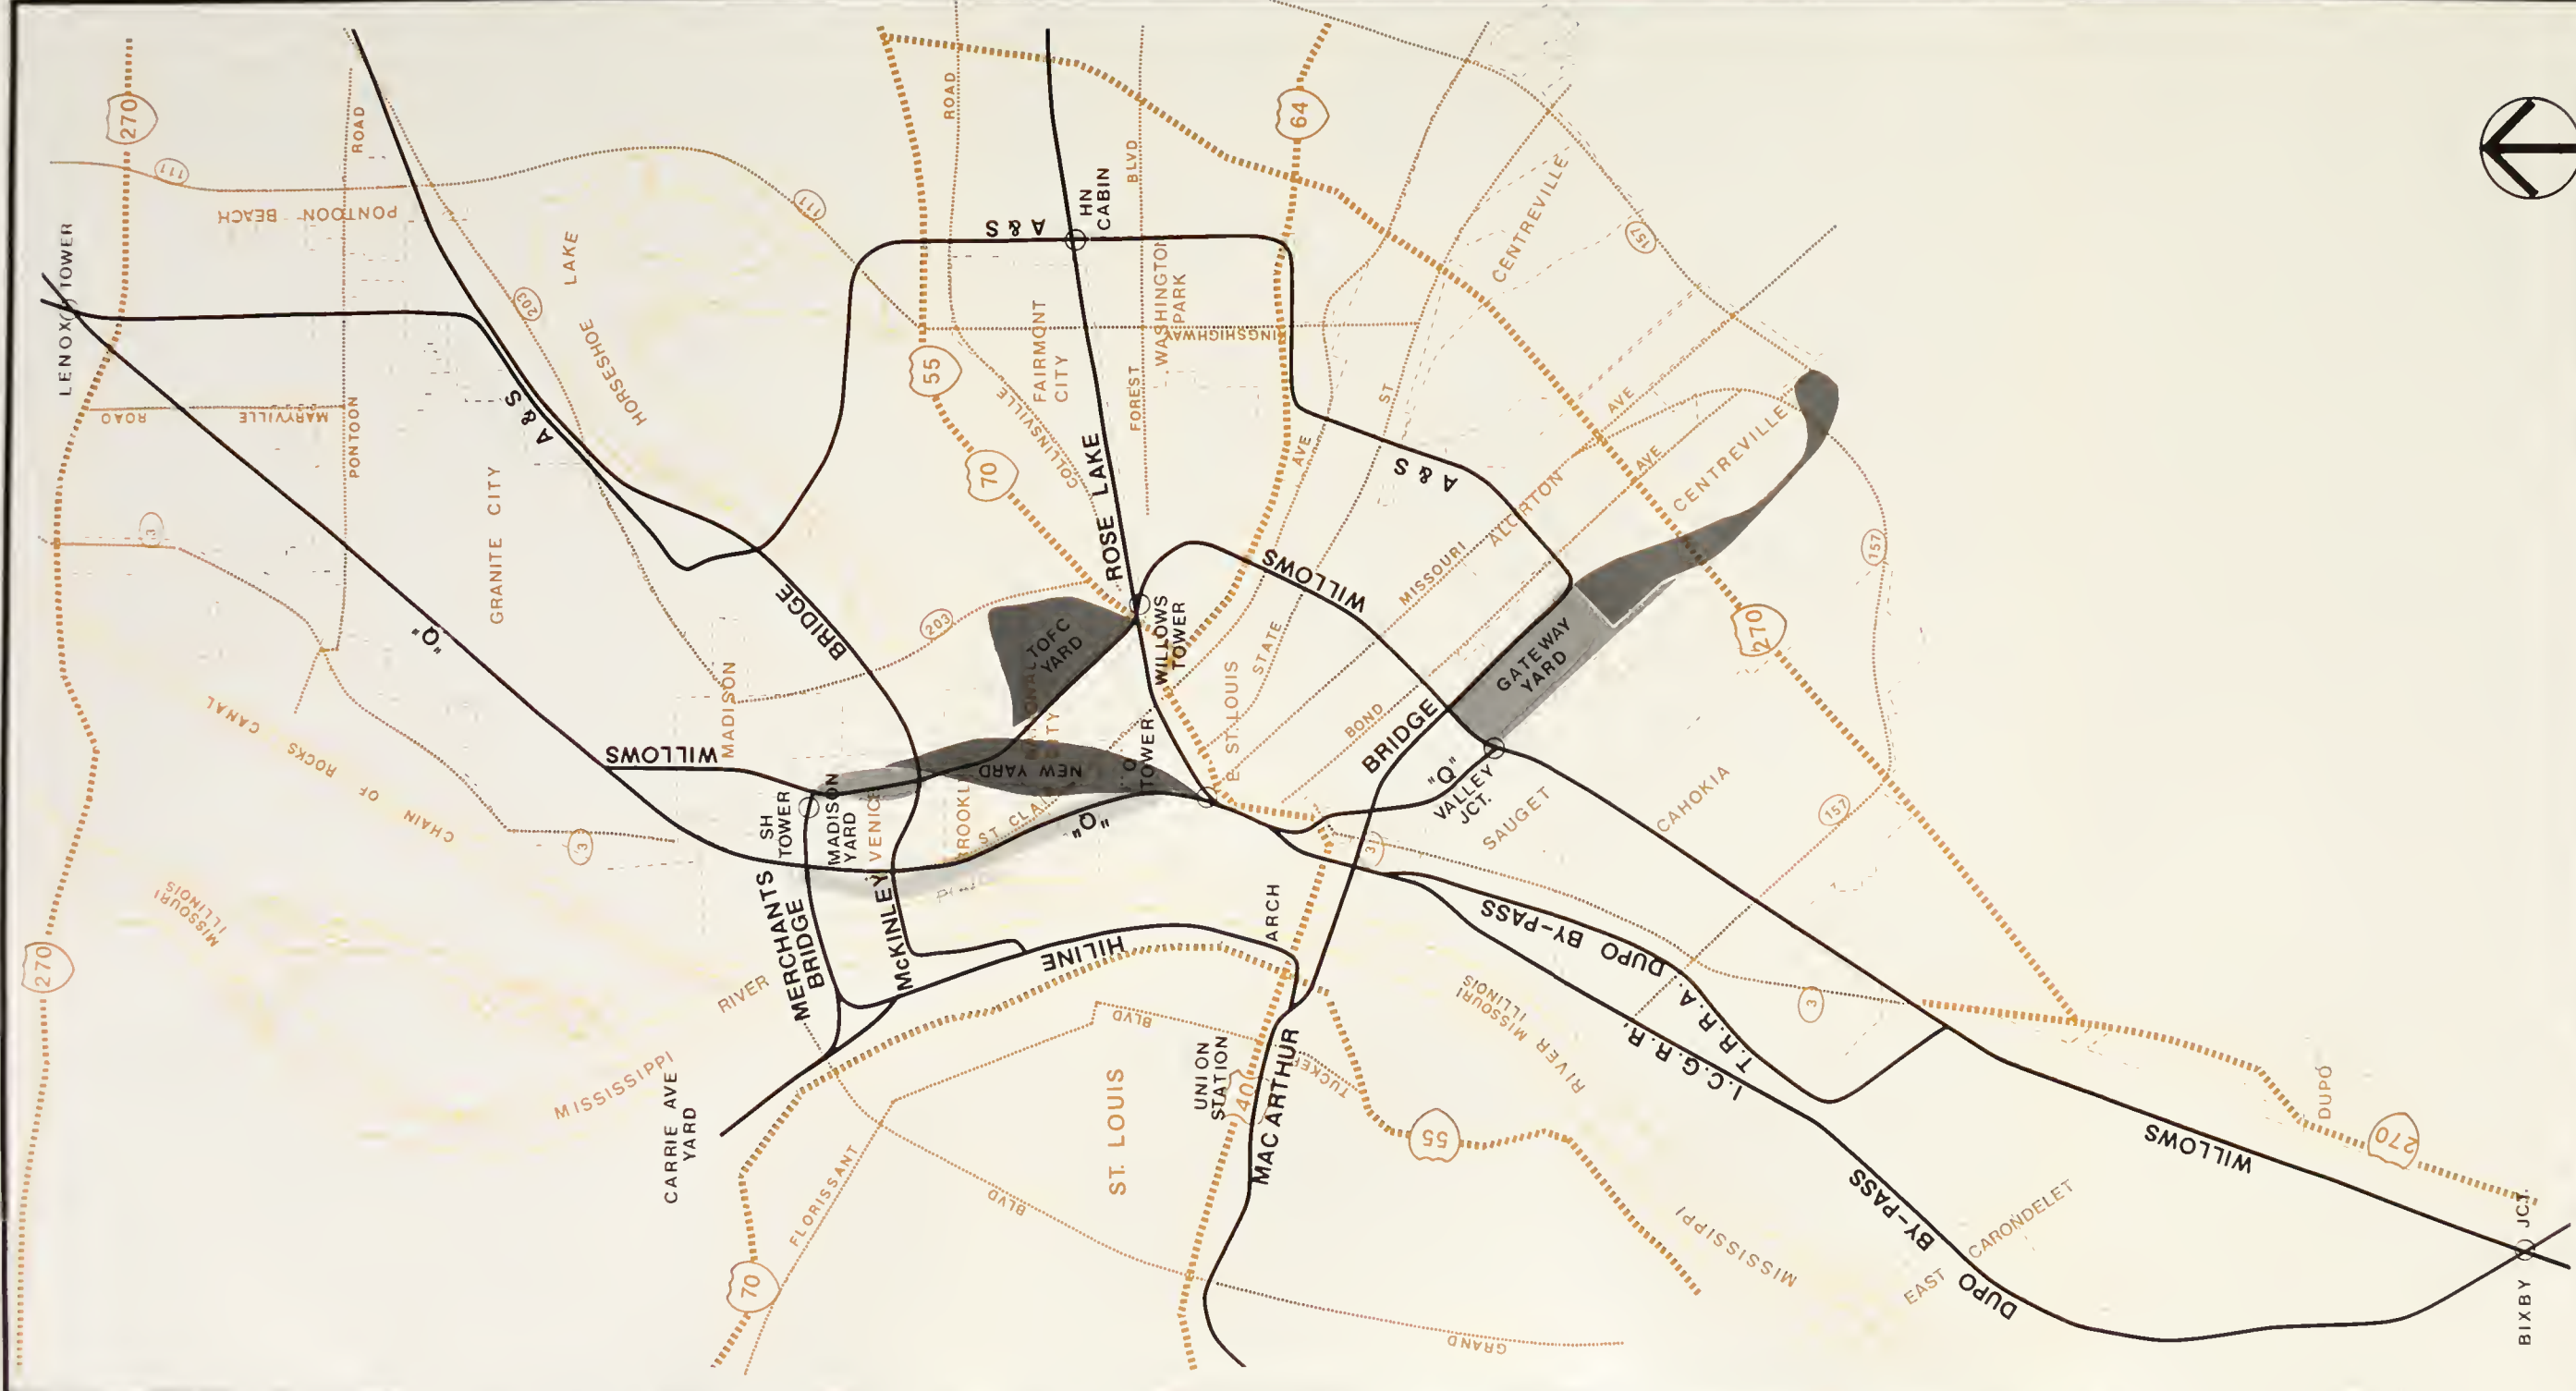 LENOX TOWER
270
111
ROAD
PONTOON BEACH
203
HORSESHOE LAKE
111
ROAD
BLVD
64
HN
CABIN
A & S
WASHINGTON
PARK
KINGSHIGHWAY
CENTREVILLE
157
ROAD
MARYVILLE
PONTOON
GRANITE CITY
A & S
55
70
FAIRMONT
CITY
COLLINSVILLE
FOREST
ROSE LAKE
AVE
ST
A & S
AVE
AVE
ALORTON
CENTREVILLE
3
"Q"
BRIDGE
203
TOFC
YARD
WILLOWS
TOWER
WILLOWS
MISSOURI
STATE
E ST. LOUIS
BOND
BRIDGE
GATEWAY
YARD
270
157
CHAIN OF ROCKS CANAL
3
WILLOWS
MADISON
SH
TOWER
MADISON
YARD
VENICE
NEW YARD
ST CLAIR
"Q"
TOWER
"Q"
VALLEY
JCT.
SAUGET
CAHOKIA
157
MISSOURI
ILLINOIS
270
RIVER
MERCHANTS
BRIDGE
McKINLEY
HILINE
ARCH
MISSISSIPPI
CARRIE AVE
YARD
70
FLORISSANT
BLVD
BLVD
ST. LOUIS
UNION
STATION
40
TUCKER
MAC ARTHUR
55
GRAND
MISSOURI
ILLINOIS
RIVER
MISSISSIPPI
T.R.R.A. DUPO BY-PASS
I.C.G.R.R.
3
DUPO BY-PASS
EAST CARONDELET
WILLOWS
DUPO
270
BIXBY JCT.